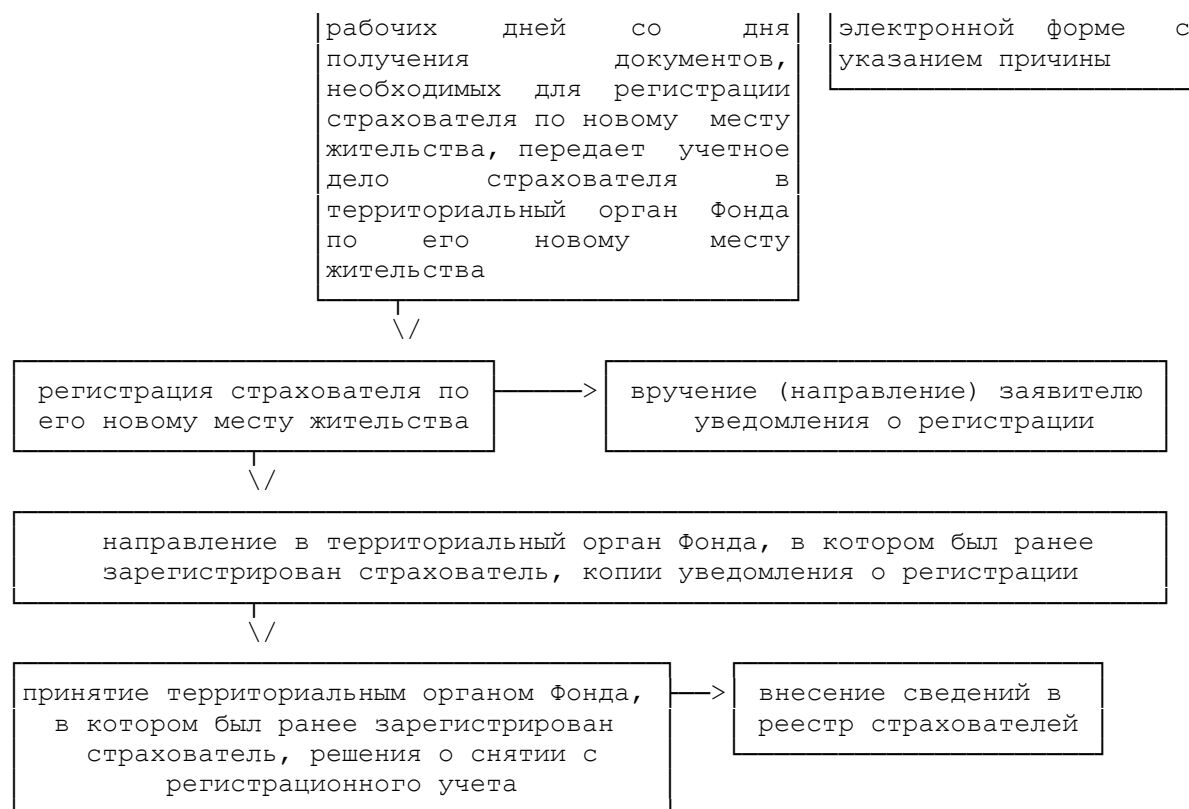 рабочих дней со дня
получения документов,
необходимых для регистрации
страхователя по новому месту
жительства, передает учетное
дело страхователя в
территориальный орган Фонда
по его новому месту
жительства
электронной форме с
указанием причины
регистрация страхователя по
его новому месту жительства
вручение (направление) заявителю
уведомления о регистрации
направление в территориальный орган Фонда, в котором был ранее
зарегистрирован страхователь, копии уведомления о регистрации
принятие территориальным органом Фонда,
в котором был ранее зарегистрирован
страхователь, решения о снятии с
регистрационного учета
внесение сведений в
реестр страхователей